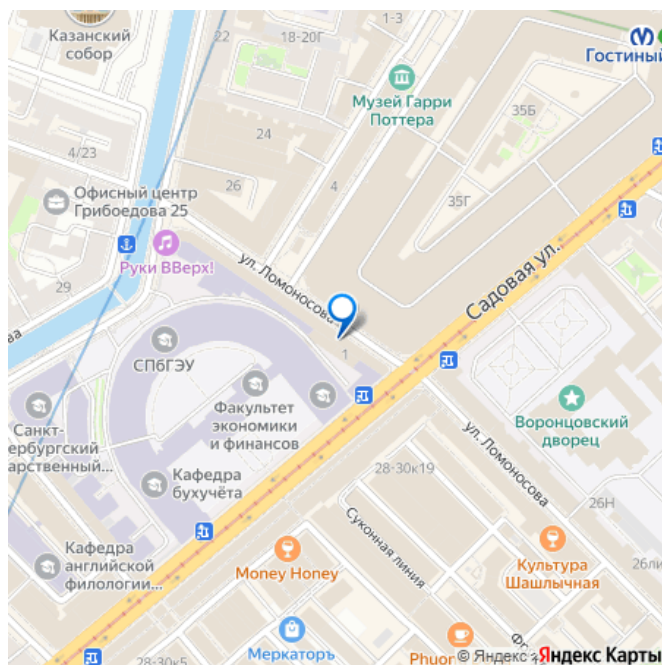 Казанский
собор
22
18-20Г
1-3
Гостиный
Музей Гарри
Поттера
35Б
24
4/23
26
4
35Г
Офисный центр
Грибоедова 25
Руки ВВерх!
ул. Ломоносова
Садовая ул.
29
СПбГЭУ
1
Факультет
экономики
и финансов
Воронцовский
дворец
Санкт-
ербургский
арственный...
Кафедра
бухучёта
ул. Ломоносова
28-30к19
26Н
Суконная линия
Кафедра
английской
филологии...
Money Honey
Культура
Шашлычная
26ли
Меркаторъ
28-30к5
Phuor
© Яндекс
Яндекс Карты